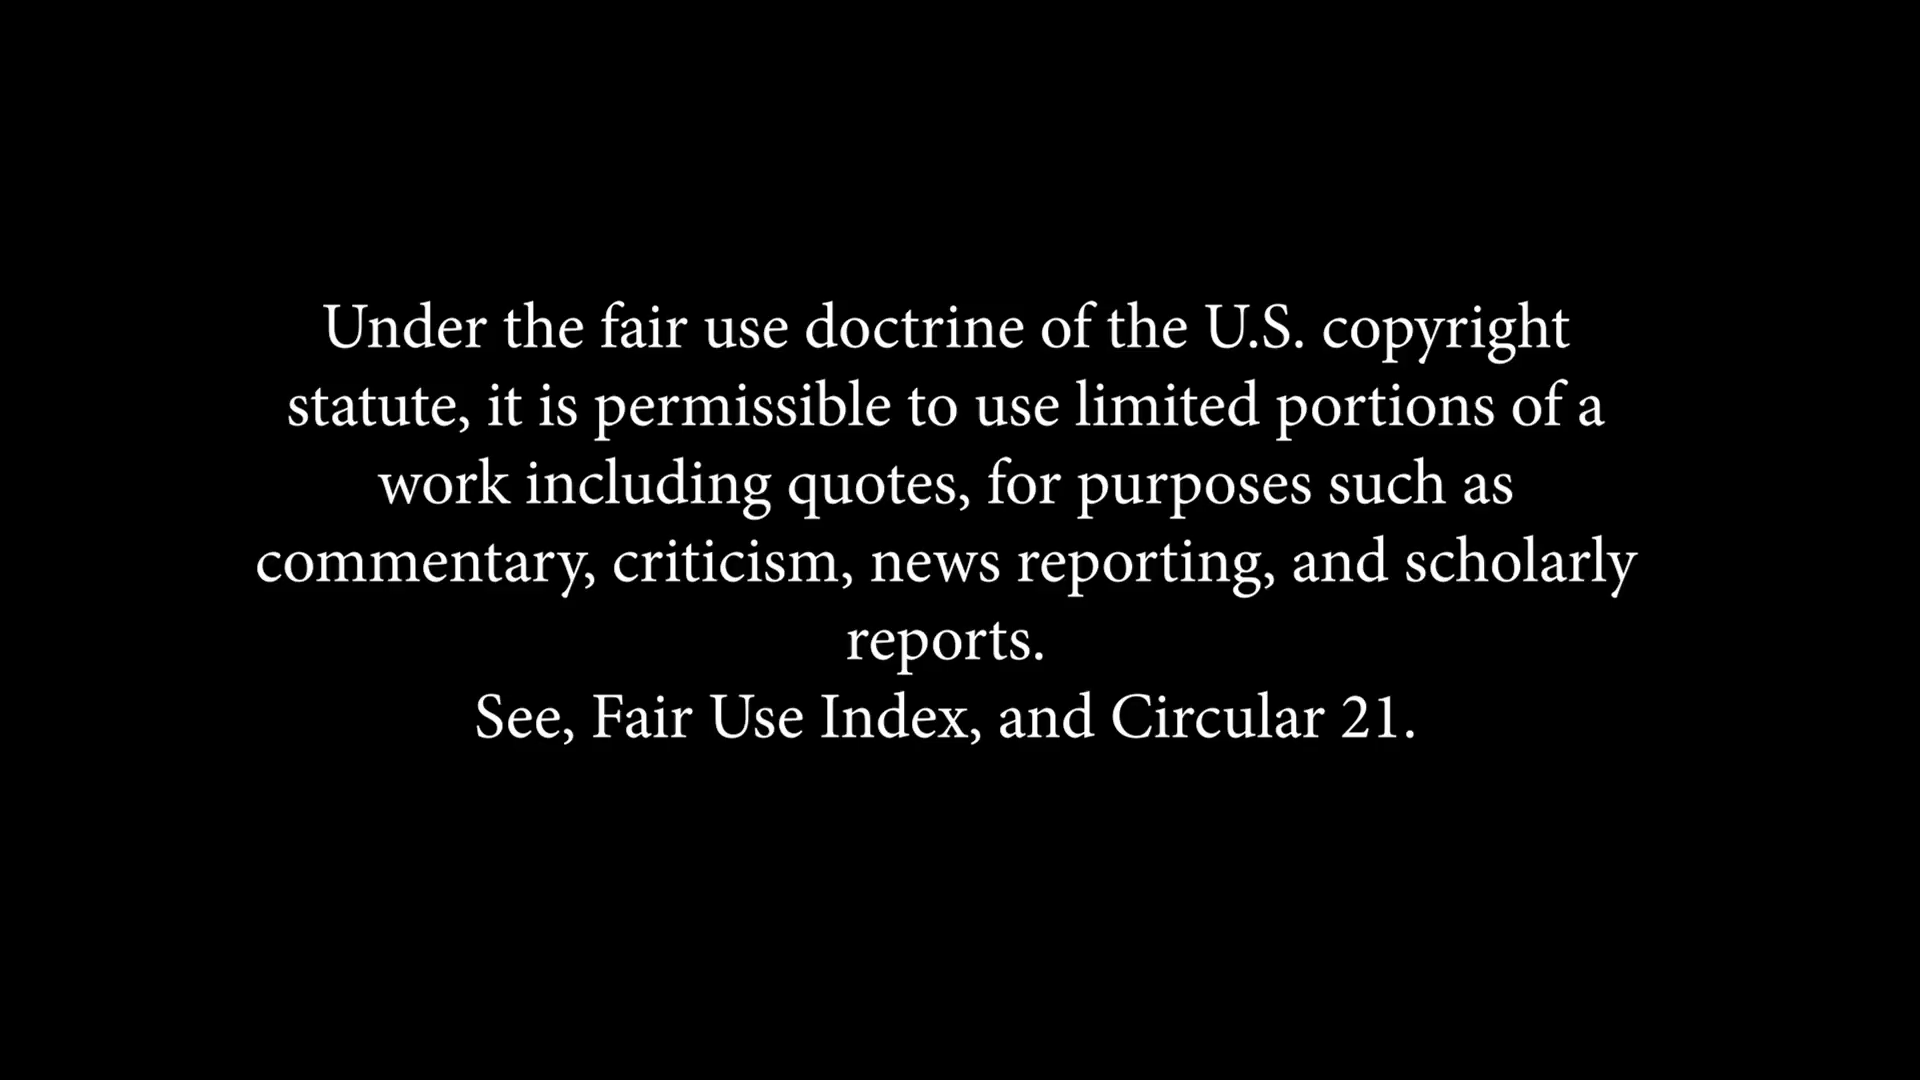 Under the fair use doctrine of the U.S. copyright
statute, it is permissible to use limited portions of a
work including quotes, for purposes such as
commentary, criticism, news reporting, and scholarly
reports.
See, Fair Use Index, and Circular 21.